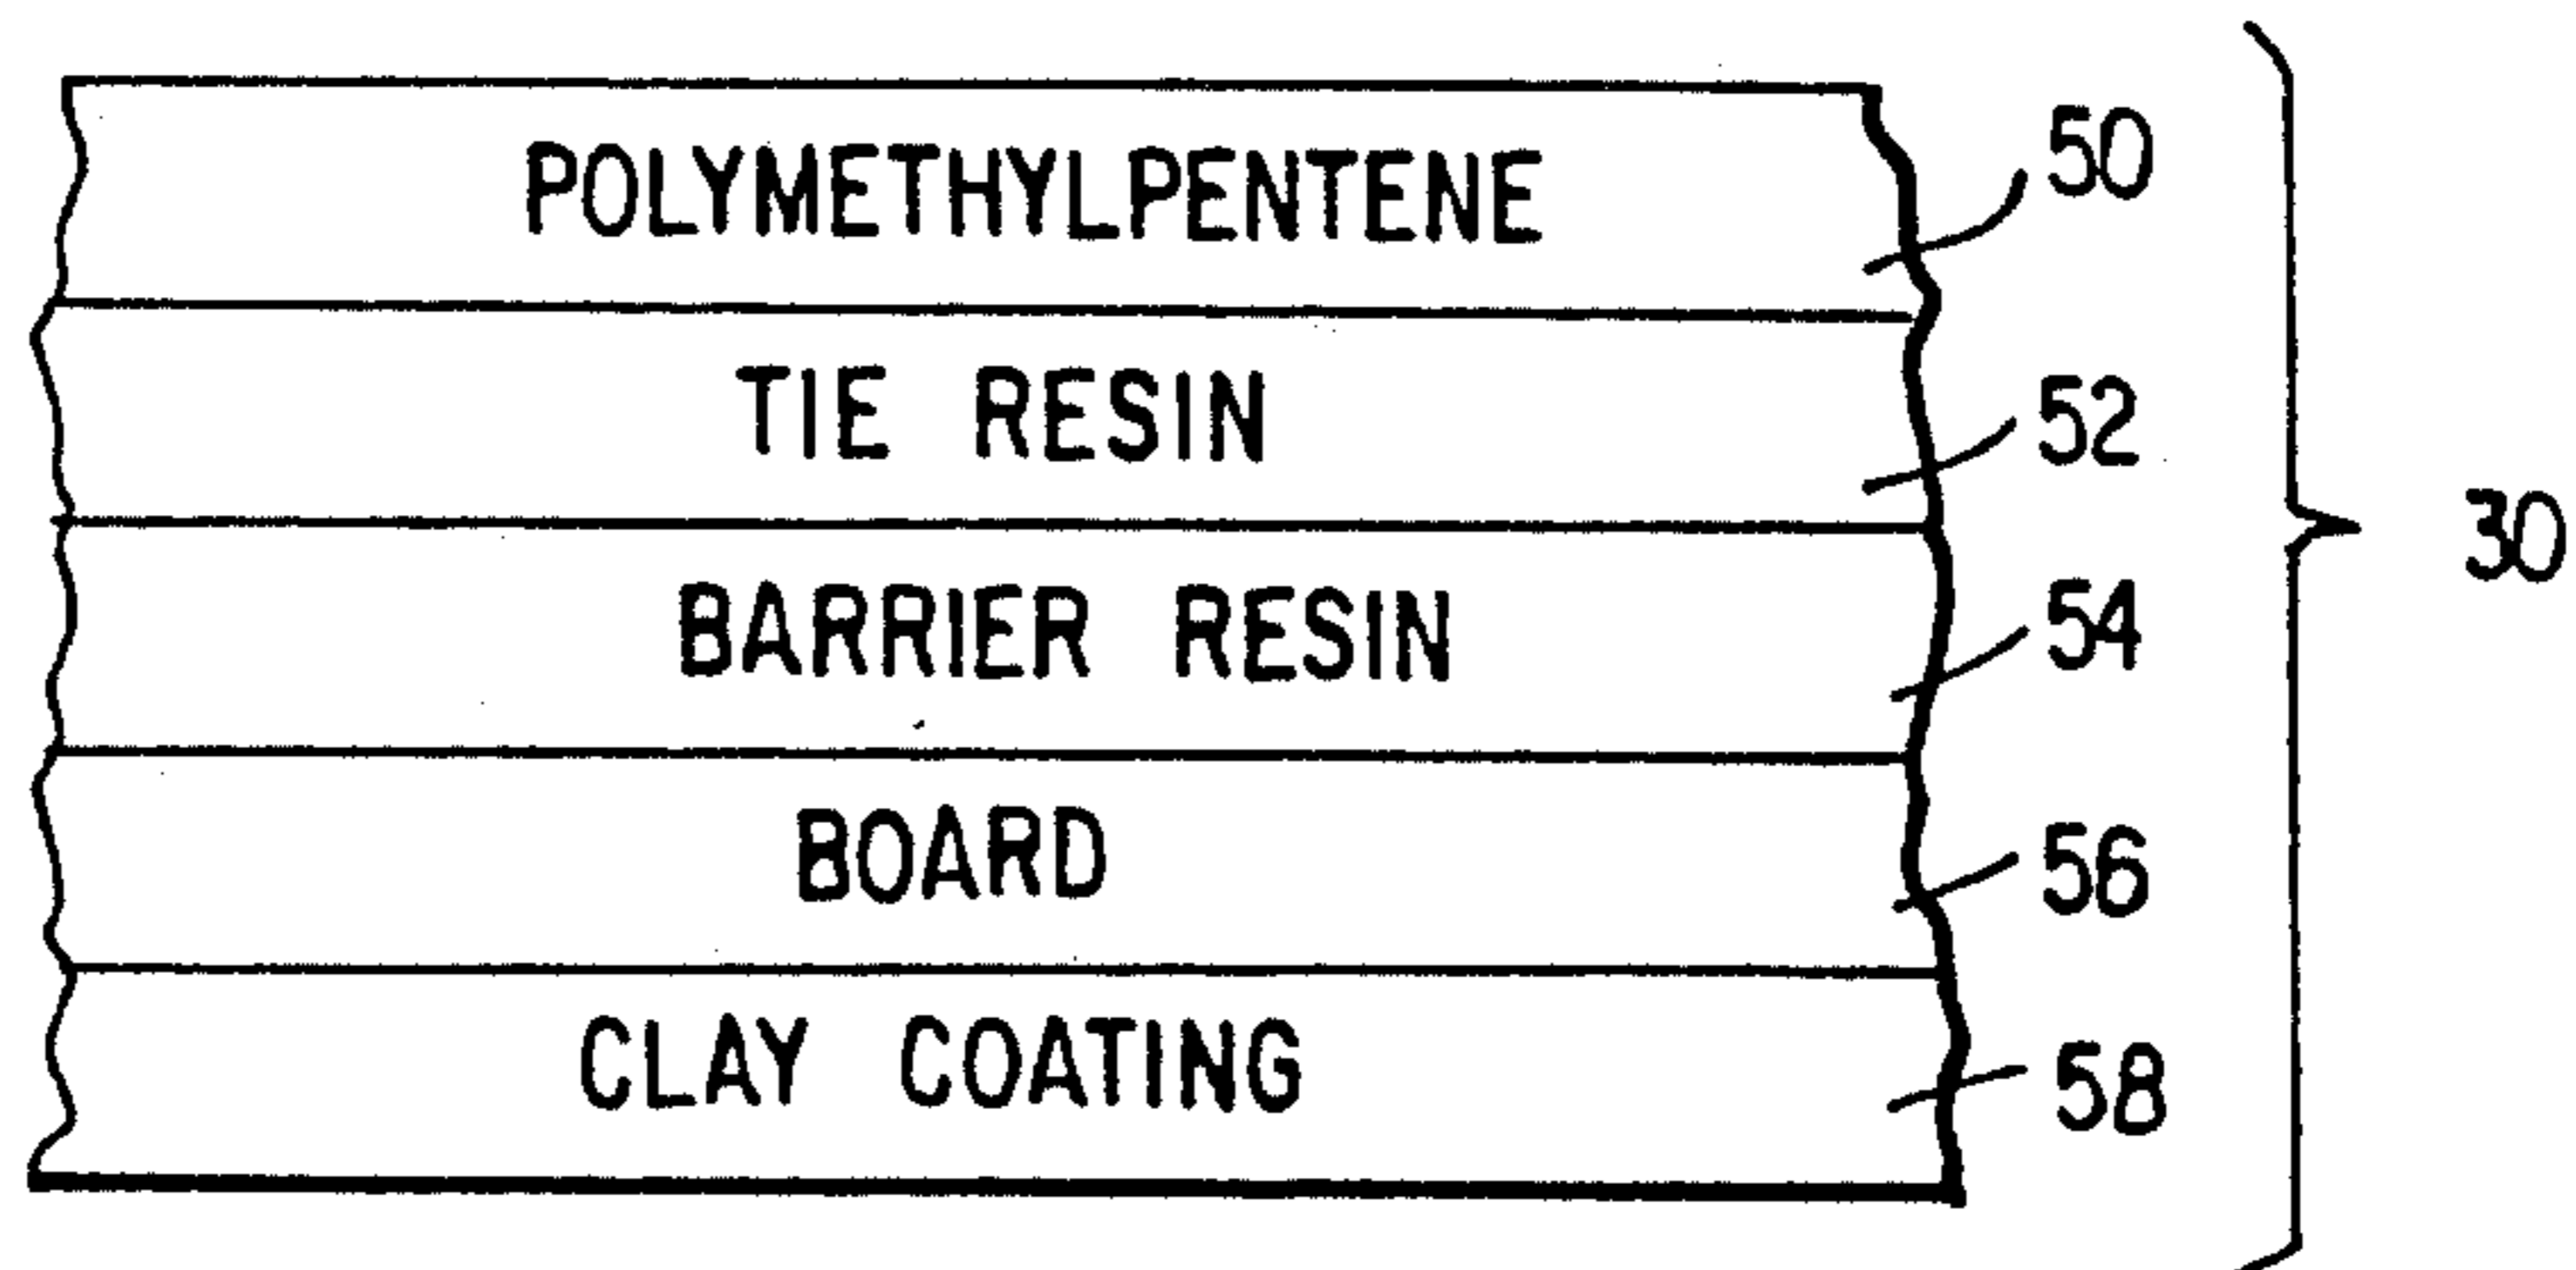 POLYMETHYLPENTENE 50
TIE RESIN 52
30
BARRIER RESIN 54
BOARD 56
CLAY COATING 58